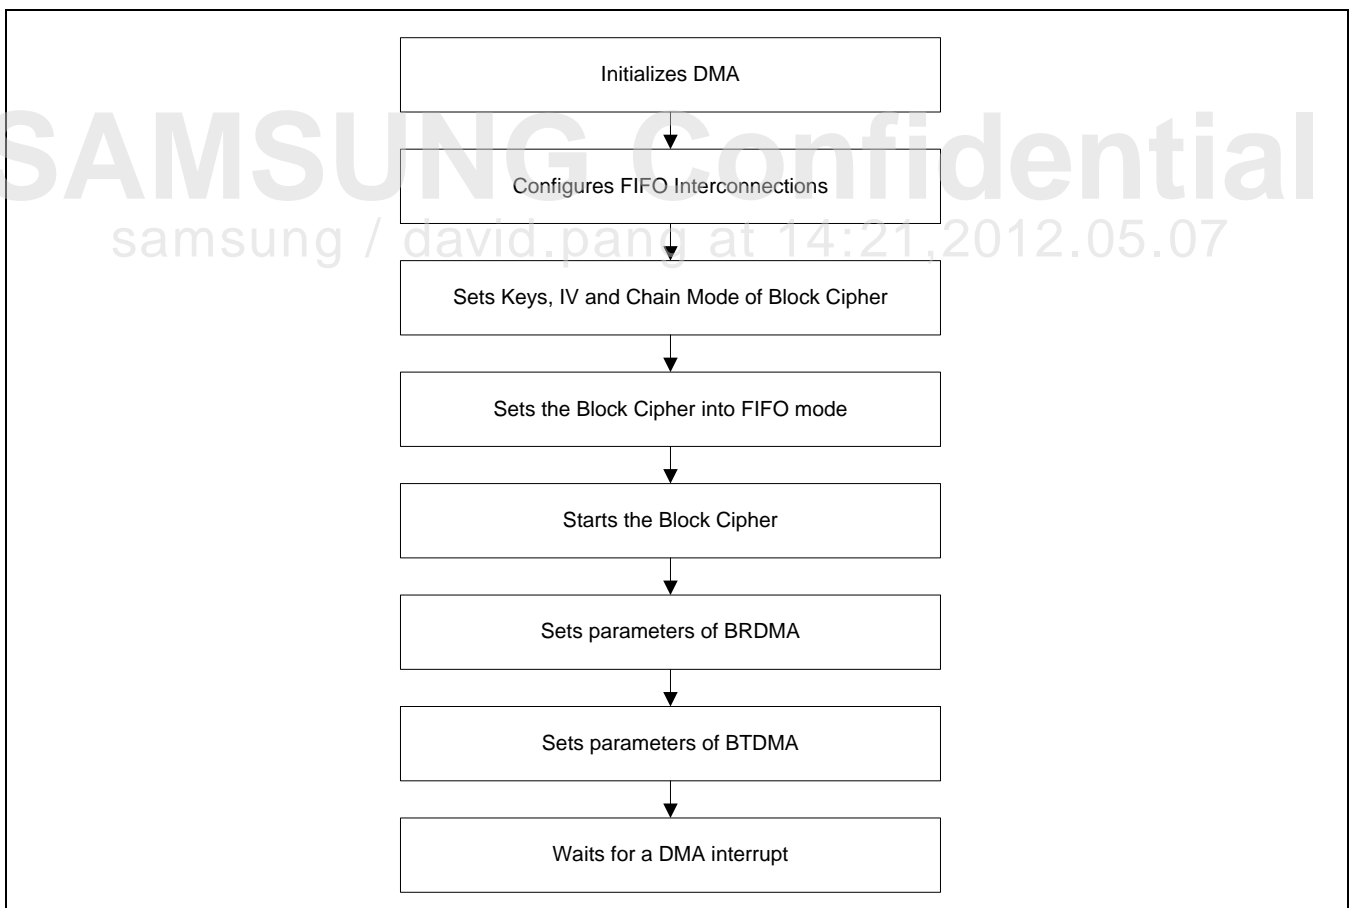 Initializes DMA
SAMSUNG Confidential
Configures FIFO Interconnections
samsung / david.pang at 14:21,2012.05.07
Sets Keys, IV and Chain Mode of Block Cipher
Sets the Block Cipher into FIFO mode
Starts the Block Cipher
Sets parameters of BRDMA
Sets parameters of BTDMA
Waits for a DMA interrupt